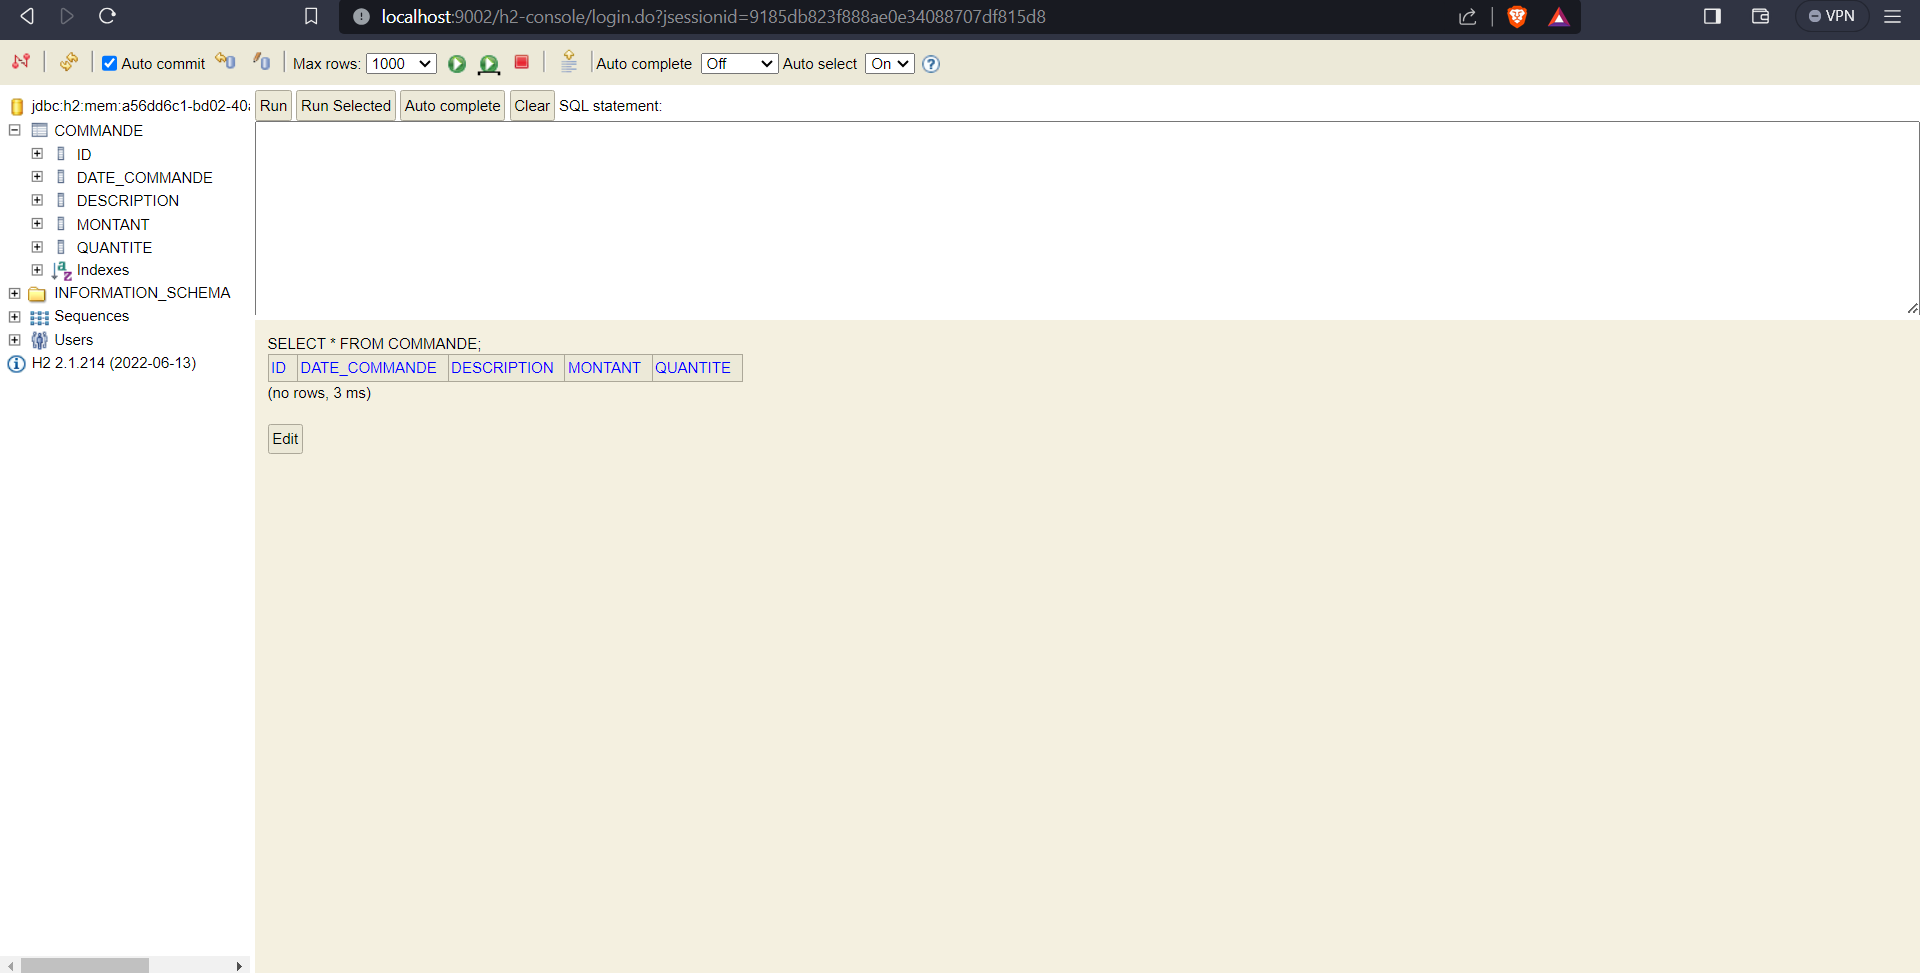 localhost:9002/h2-console/login.do?jsessionid=9185db823f888ae0e34088707df815d8
VPN
Auto commit
Max rows: 1000
Auto complete Off
Auto select On
jdbc:h2:mem:a56dd6c1-bd02-40
COMMANDE
ID
DATE_COMMANDE
DESCRIPTION
MONTANT
QUANTITE
Indexes
INFORMATION_SCHEMA
Sequences
Users
H2 2.1.214 (2022-06-13)
Run Run Selected Auto complete Clear SQL statement:
SELECT * FROM COMMANDE;
ID DATE_COMMANDE DESCRIPTION MONTANT QUANTITE
(no rows, 3 ms)
Edit